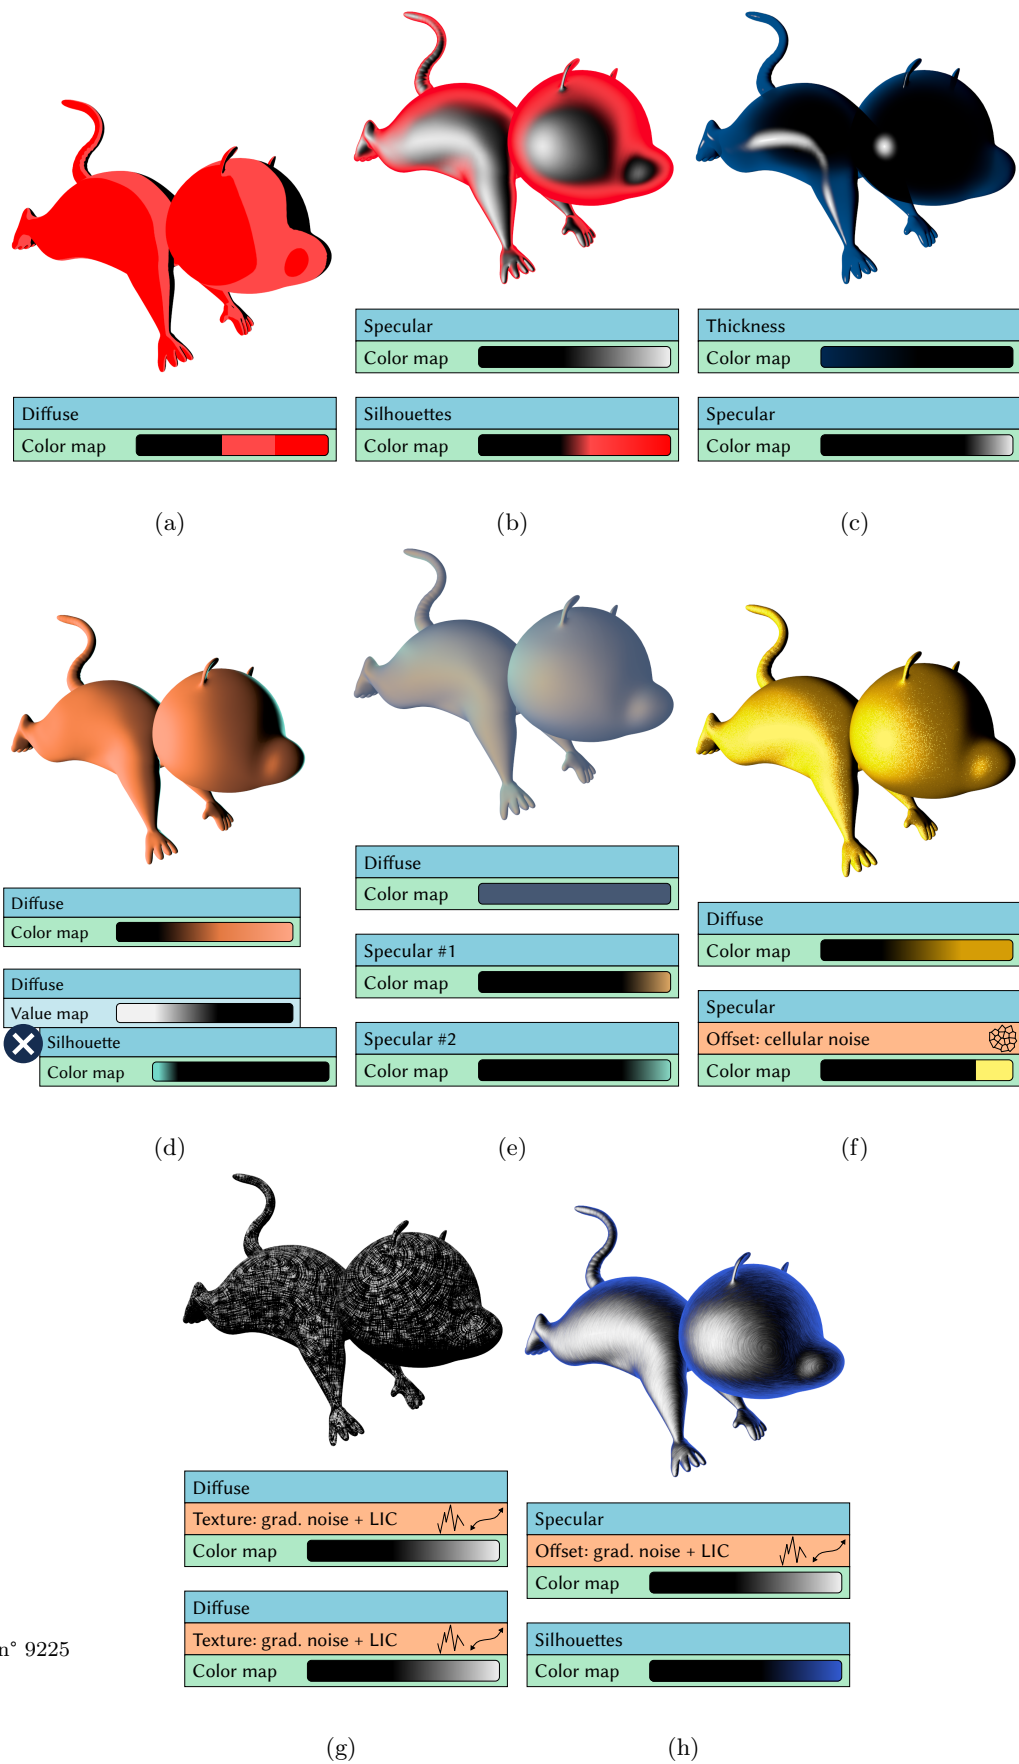 Diffuse
Color map
Specular
Color map
Silhouettes
Color map
Thickness
Color map
Specular
Color map
(a)
(b)
(c)
Diffuse
Color map
Diffuse
Value map
Silhouette
Color map
Diffuse
Color map
Specular #1
Color map
Specular #2
Color map
Diffuse
Color map
Specular
Offset: cellular noise
Color map
(d)
(e)
(f)
Diffuse
Texture: grad. noise + LIC
Color map
Diffuse
Texture: grad. noise + LIC
Color map
Specular
Offset: grad. noise + LIC
Color map
Silhouettes
Color map
n° 9225
(g)
(h)